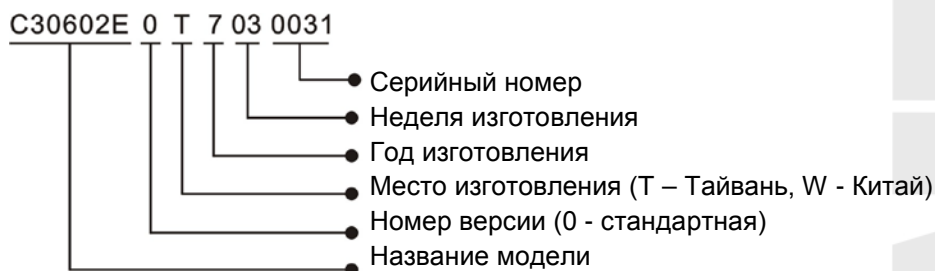 C30602E 0 T 7 03 0031
Серийный номер
Неделя изготовления
Год изготовления
Место изготовления (T – Тайвань, W - Китай)
Номер версии (0 - стандартная)
Название модели